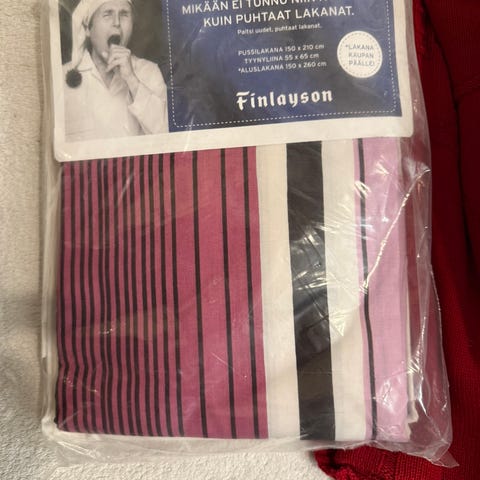 MIKÄÄN EI TUNNU NIIN
KUIN PUHTAAT LAKANAT.
Paitsi uudet, puhtaat lakanat.
PUSSILAKANA 150 x 210 cm
TYYNYLIINA 55 x 65 cm
*ALUSLAKANA 150 x 260 cm
*LAKANA
KAUPAN
PÄÄLLE!
Finlayson